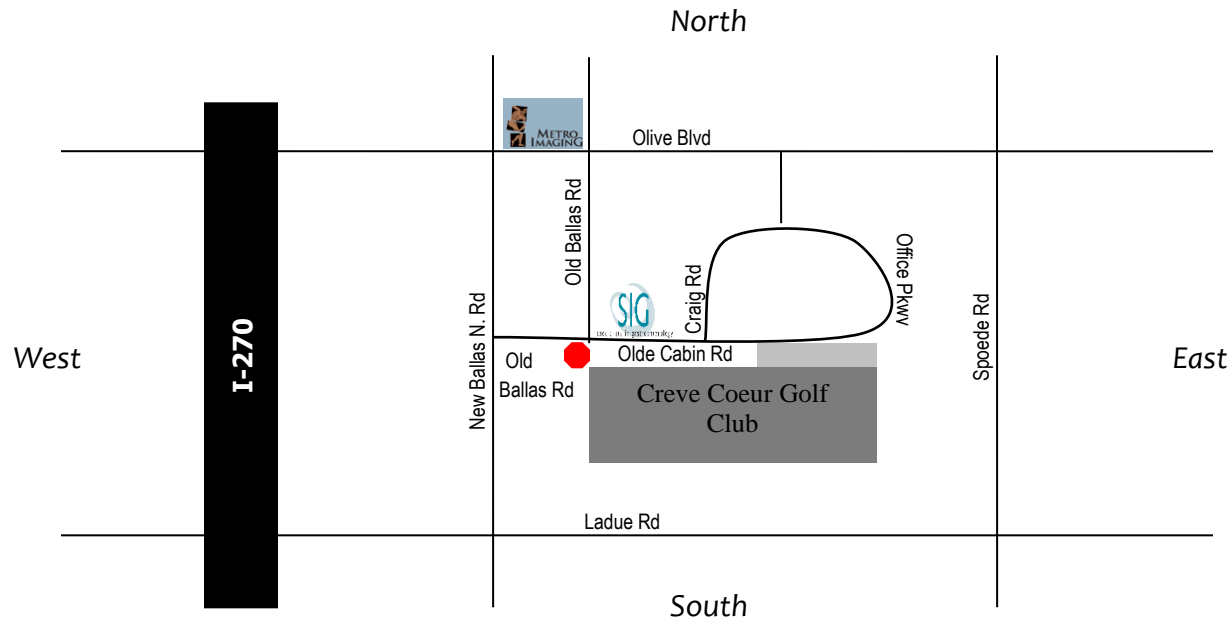 North
METRO
IMAGING
Olive Blvd
Old Ballas Rd
Craig Rd
Office Pkwy
SIG
New Ballas N. Rd
I-270
Spoede Rd
West
East
Old
Ballas Rd
Olde Cabin Rd
Creve Coeur Golf
Club
Ladue Rd
South